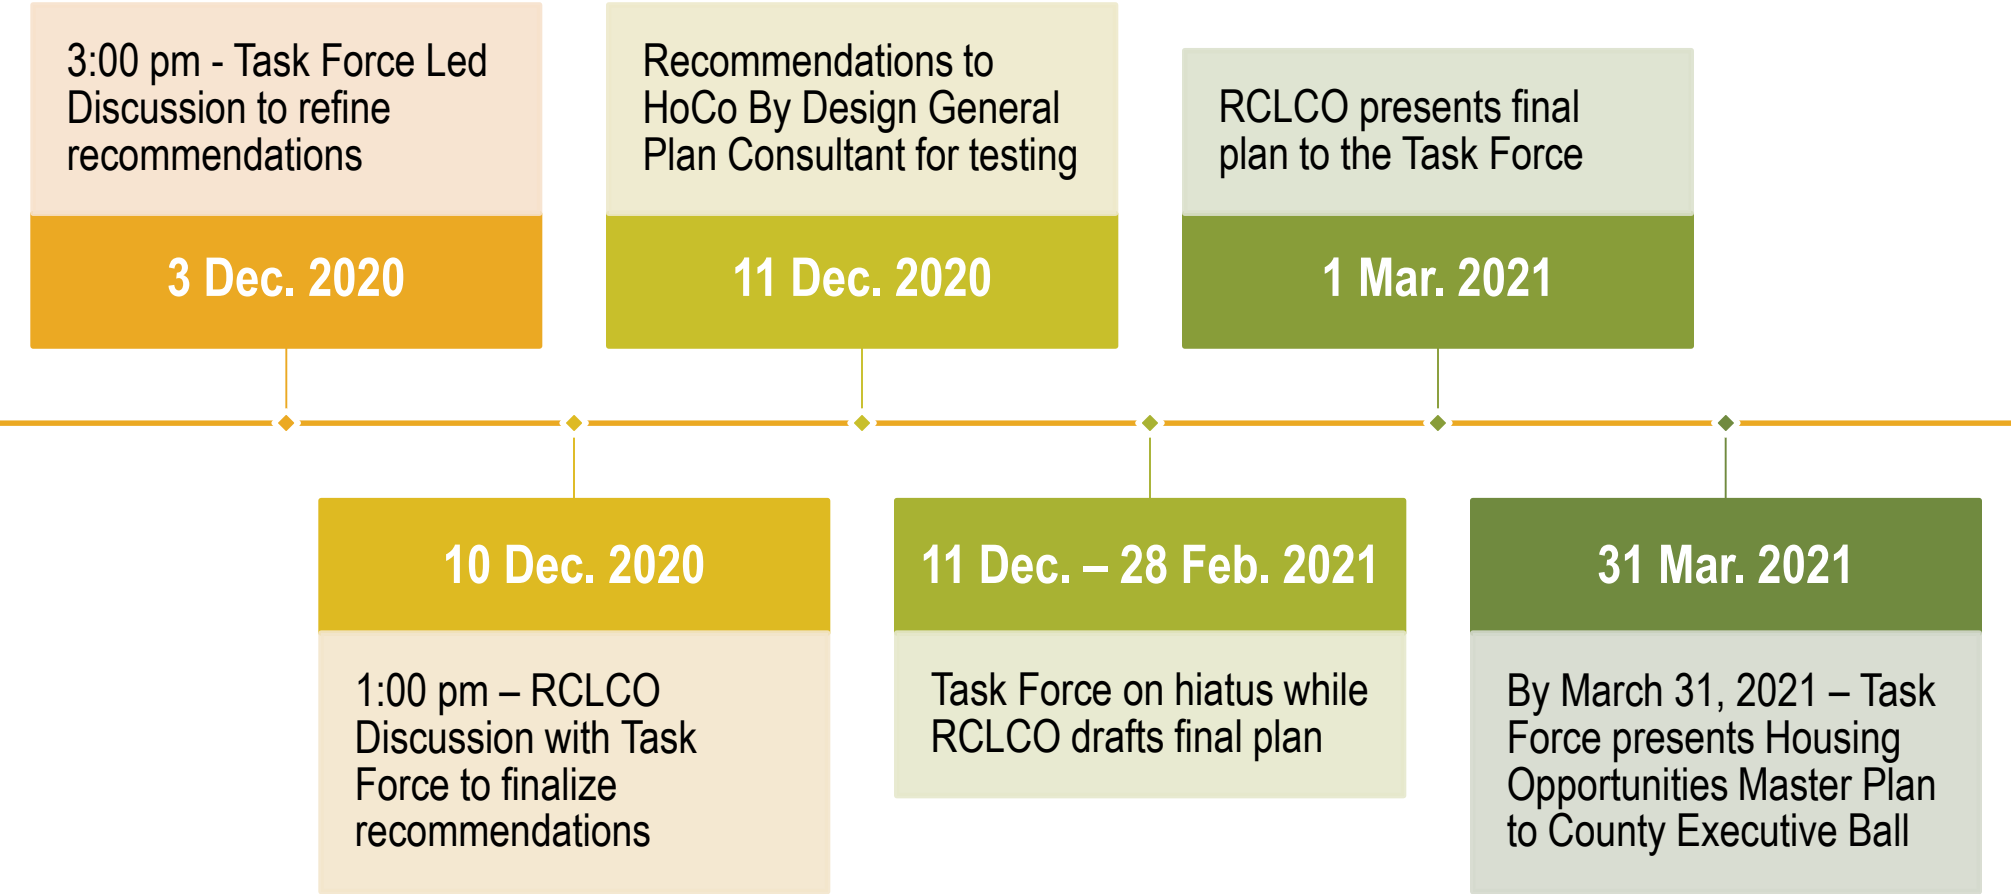 3:00 pm - Task Force Led
Discussion to refine
recommendations
3 Dec. 2020
10 Dec. 2020
1:00 pm – RCLCO
Discussion with Task
Force to finalize
recommendations
Recommendations to
HoCo By Design General
Plan Consultant for testing
11 Dec. 2020
11 Dec. – 28 Feb. 2021
Task Force on hiatus while
RCLCO drafts final plan
RCLCO presents final
plan to the Task Force
1 Mar. 2021
31 Mar. 2021
By March 31, 2021 – Task
Force presents Housing
Opportunities Master Plan
to County Executive Ball